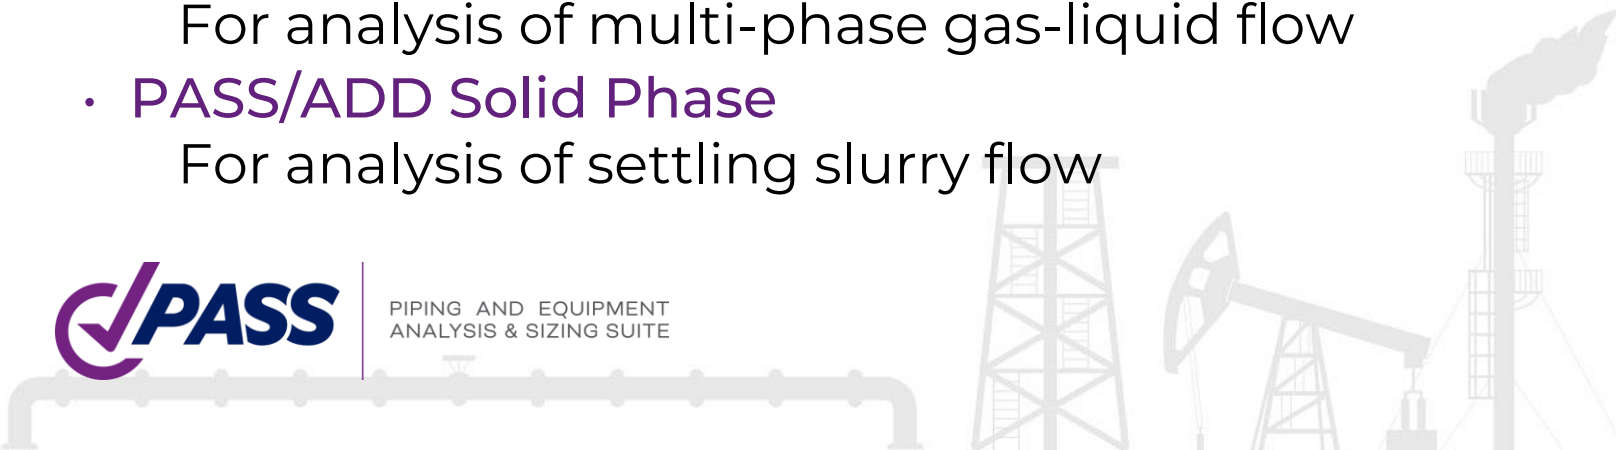 For analysis of multi-phase gas-liquid flow
• PASS/ADD Solid Phase
For analysis of settling slurry flow
PASS
PIPING AND EQUIPMENT
ANALYSIS & SIZING SUITE